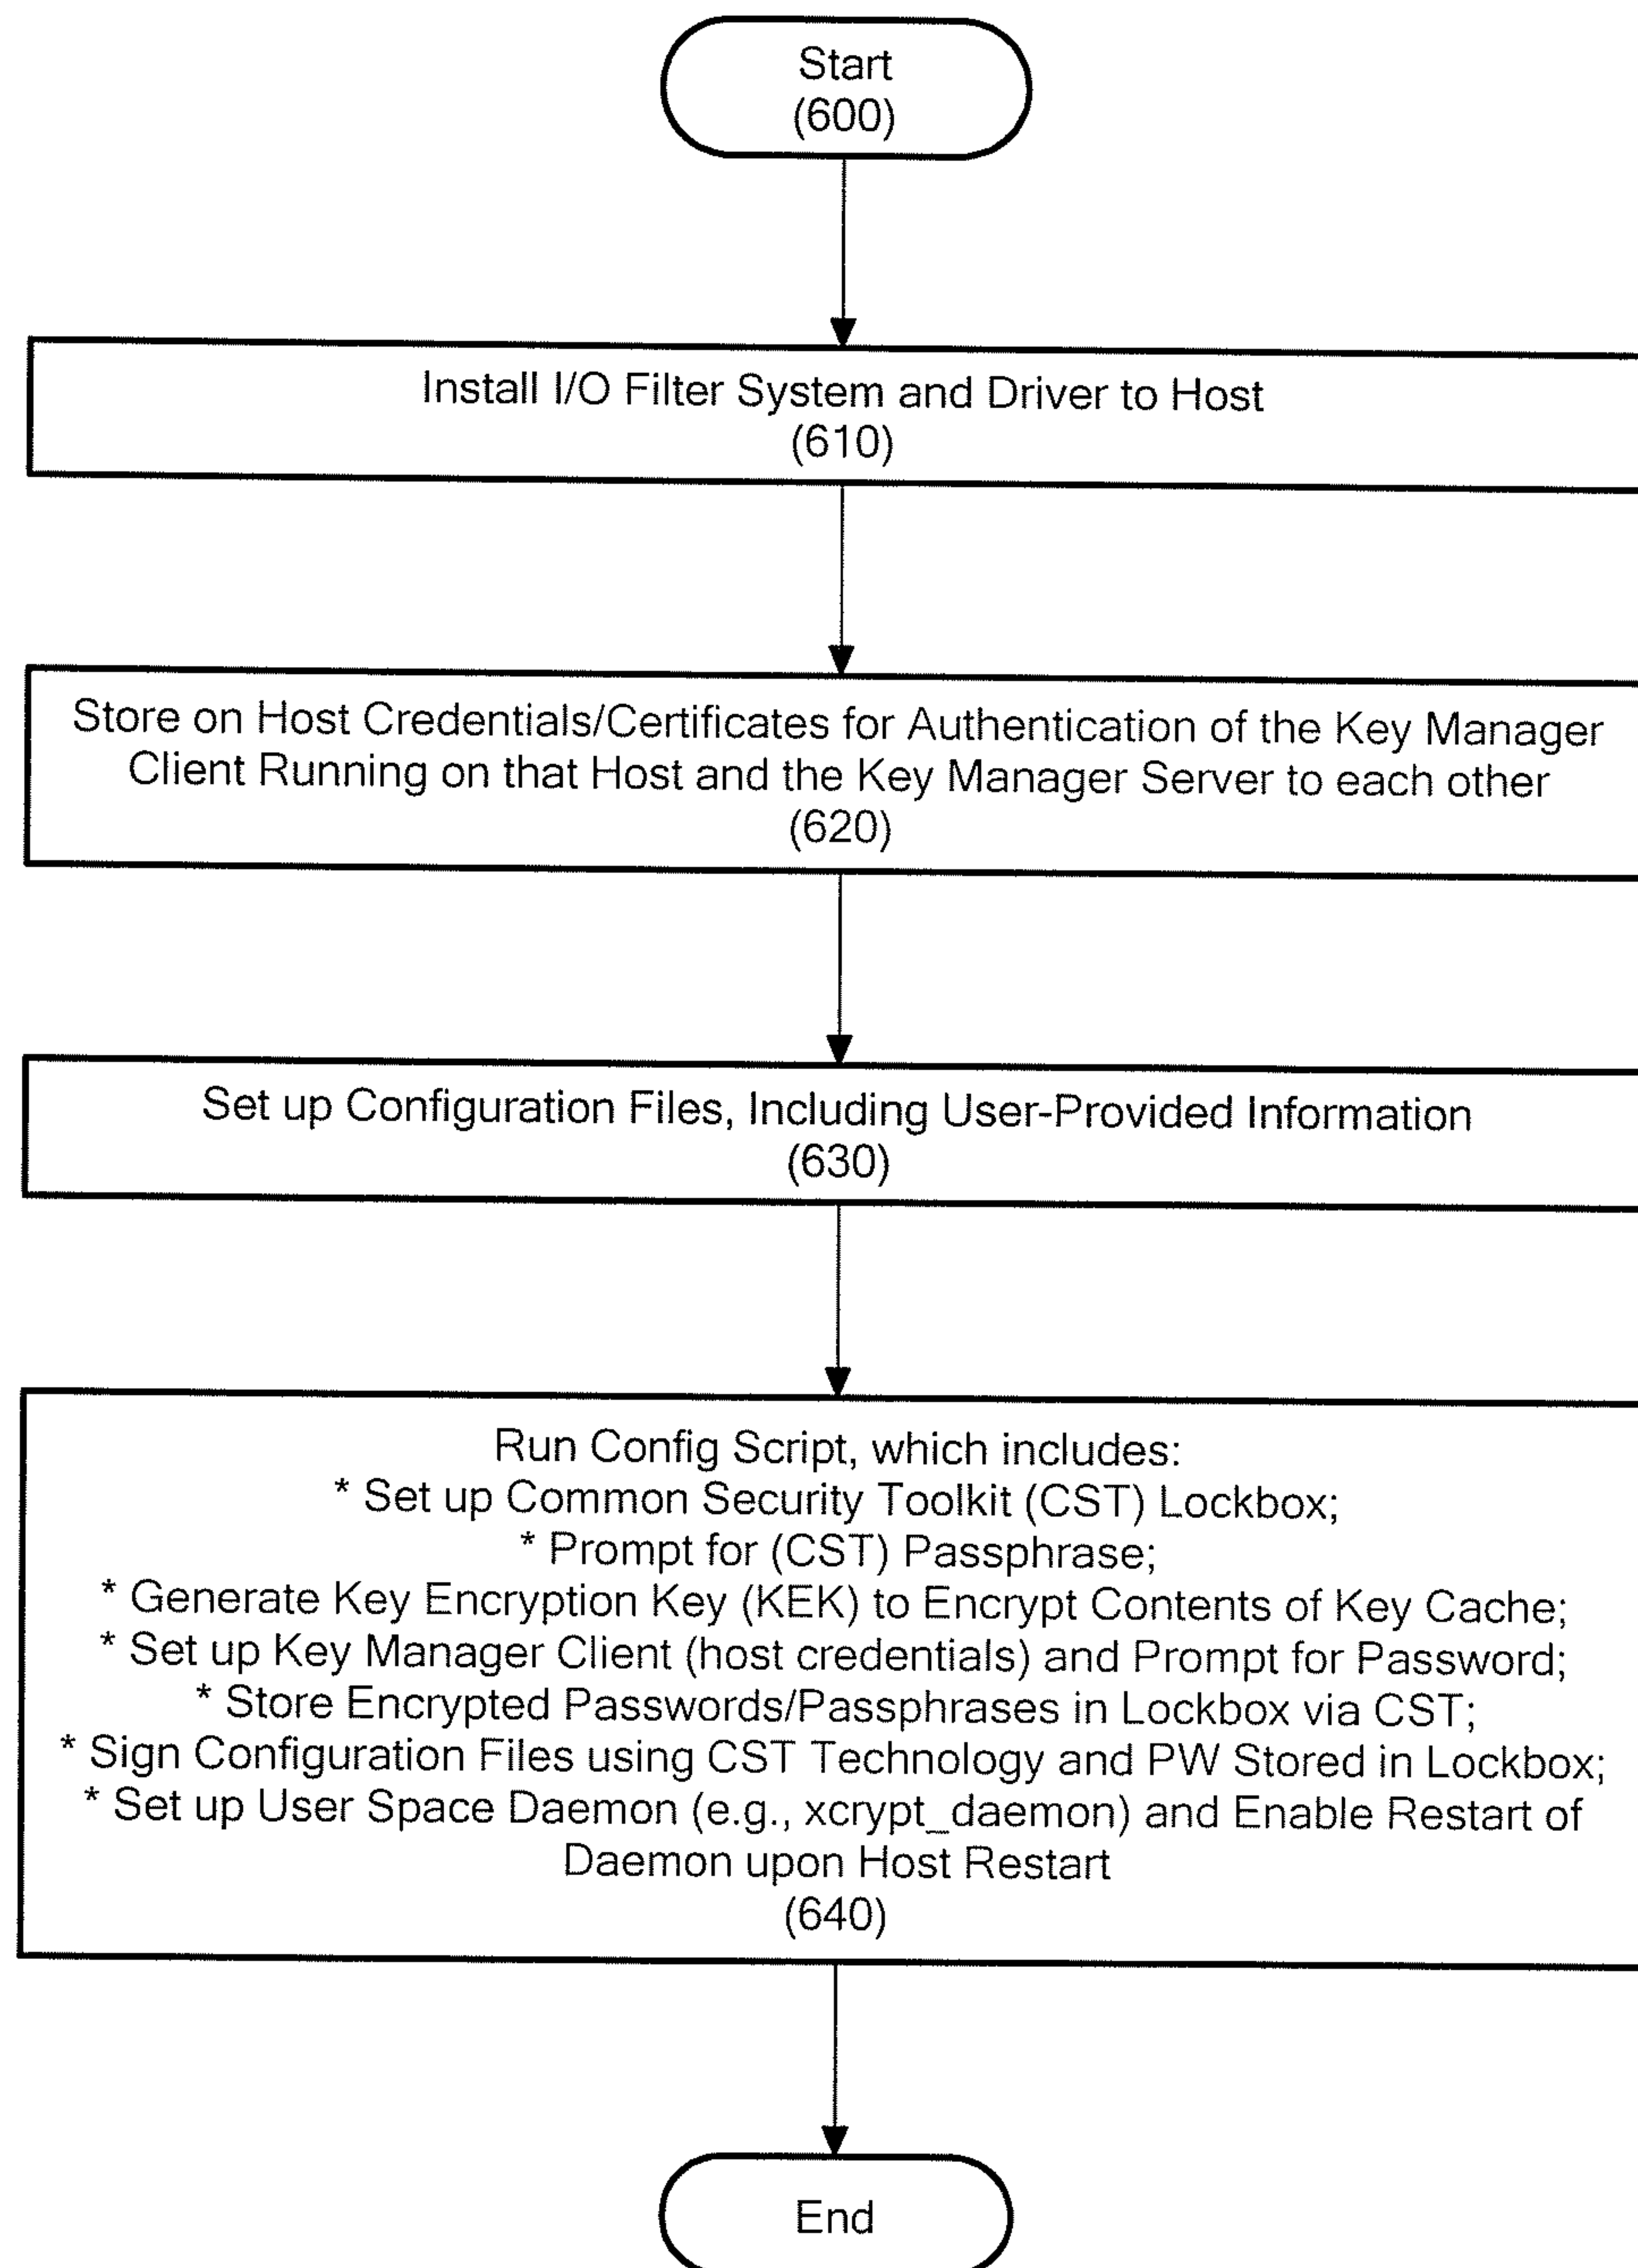 Start
(600)
Install I/O Filter System and Driver to Host
(610)
Store on Host Credentials/Certificates for Authentication of the Key Manager
Client Running on that Host and the Key Manager Server to each other
(620)
Set up Configuration Files, Including User-Provided Information
(630)
Run Config Script, which includes:
* Set up Common Security Toolkit (CST) Lockbox;
* Prompt for (CST) Passphrase;
* Generate Key Encryption Key (KEK) to Encrypt Contents of Key Cache;
* Set up Key Manager Client (host credentials) and Prompt for Password;
* Store Encrypted Passwords/Passphrases in Lockbox via CST;
* Sign Configuration Files using CST Technology and PW Stored in Lockbox;
* Set up User Space Daemon (e.g., xcrypt_daemon) and Enable Restart of
Daemon upon Host Restart
(640)
End